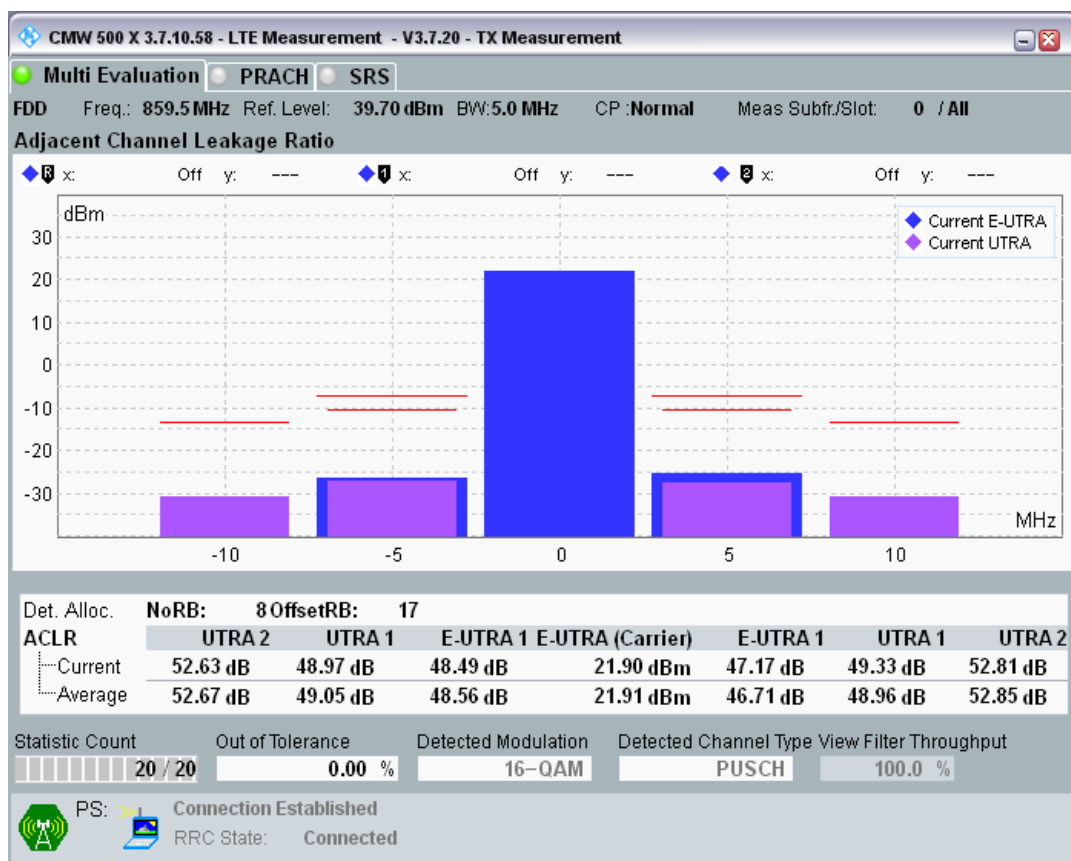 CMW 500 X 3.7.10.58 - LTE Measurement - V3.7.20 - TX Measurement
Multi Evaluation PRACH SRS
FDD Freq.: 859.5 MHz Ref. Level: 39.70 dBm BW:5.0 MHz CP :Normal Meas Subfr./Slot: 0 / All
Adjacent Channel Leakage Ratio
R x: Off y: --- 1 x: Off y: --- 2 x: Off y: ---
dBm
Current E-UTRA
Current UTRA
30
20
10
0
-10
-20
-30
MHz
-10 -5 0 5 10
Det. Alloc. NoRB: 8 OffsetRB: 17
ACLR UTRA 2 UTRA 1 E-UTRA 1 E-UTRA (Carrier) E-UTRA 1 UTRA 1 UTRA 2
Current 52.63 dB 48.97 dB 48.49 dB 21.90 dBm 47.17 dB 49.33 dB 52.81 dB
Average 52.67 dB 49.05 dB 48.56 dB 21.91 dBm 46.71 dB 48.96 dB 52.85 dB
Statistic Count Out of Tolerance Detected Modulation Detected Channel Type View Filter Throughput
20 / 20 0.00 % 16-QAM PUSCH 100.0 %
PS: Connection Established
RRC State: Connected